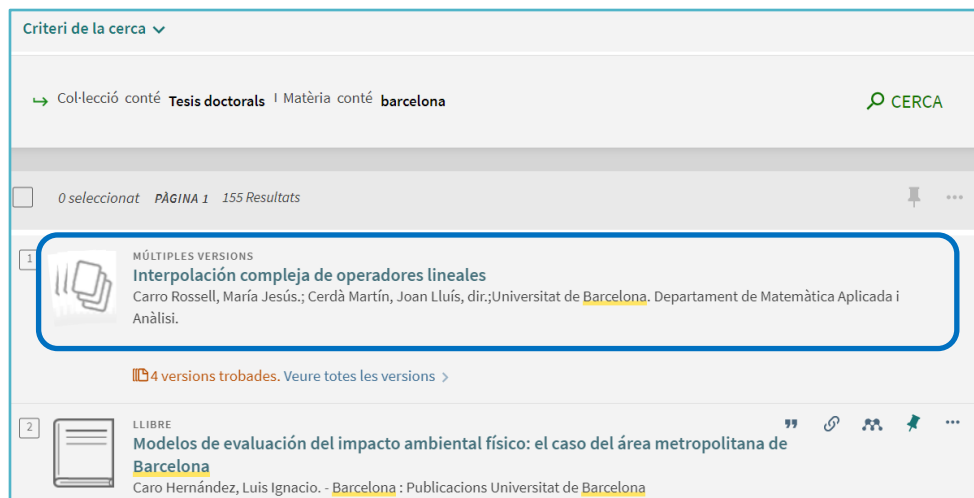 Criteri de la cerca
Col·lecció conté Tesis doctorals I Matèria conté barcelona
CERCA
0 seleccionat PÀGINA 1 155 Resultats
1
MÚLTIPLES VERSIONS
Interpolación compleja de operadores lineales
Carro Rossell, María Jesús.; Cerdà Martín, Joan Lluís, dir.;Universitat de Barcelona. Departament de Matemàtica Aplicada i
Anàlisi.
4 versions trobades. Veure totes les versions >
2
LLIBRE
Modelos de evaluación del impacto ambiental físico: el caso del área metropolitana de
Barcelona
Caro Hernández, Luis Ignacio. - Barcelona : Publicacions Universitat de Barcelona